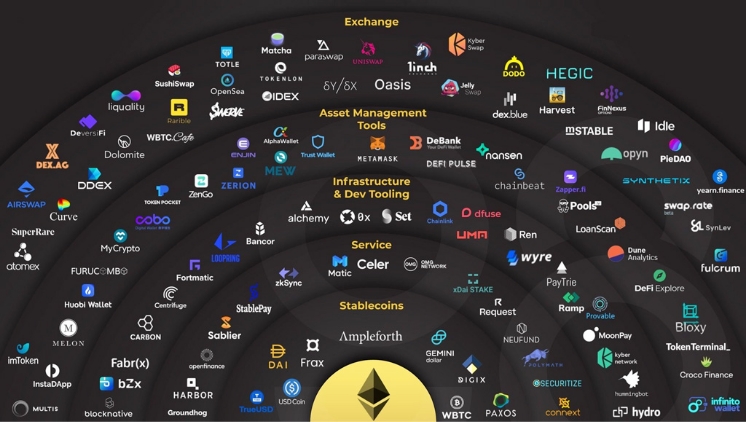 Exchange
Matcha
paraswap
UNISWAP
1inch
Kyber
Swap
TOTLE
TOKENLON
DODO
HEGIC
SushiSwap
OpenSea
δY/δX
Oasis
Jelly
Swap
liquality
Rarible
Swerve
IDEX
dex.blue
Harvest
FinNexus
Asset Management
Tools
DeversiFi
Dolomite
WBTC.Cafe
AlphaWallet
Trust Wallet
METAMASK
DeBank
DEFI PULSE
nansen
mSTABLE
Idle
opyn
PieDAO
DEX.AG
ENJIN
MEW
DDEX
ZenGo
ZERION
Infrastructure
& Dev Tooling
chainbeat
Zapper.fi
SYNTHETIX
yearn.finance
AIRSWAP
Curve
TOKEN POCKET
cobo
alchemy
0x
Set
Chainlink
dfuse
Pools
swap.rate
beta
SuperRare
MyCrypto
Bancor
UMA
Ren
LoanScan
SynLev
atomex
LOOPRING
Service
wyre
Dune
Analytics
FURUCOMBO
Fortmatic
zkSync
Matic
Celer
OMG
NETWORK
PayTrie
fulcrum
Huobi Wallet
Centrifuge
StablePay
xDai STAKE
DeFi Explore
Stablecoins
Request
Ramp
Provable
Bloxy
MELON
CARBON
Sablier
Ampleforth
NEUFUND
MoonPay
imToken
Fabr(x)
openfinance
DAI
Frax
GEMINI
dollar
POLYMATH
kyber
network
TokenTerminal_
InstaDApp
bZx
DIGIX
SECURITIZE
hummingbot
Croco Finance
MULTIS
blocknative
HARBOR
Groundhog
TrueUSD
USD Coin
WBTC
PAXOS
connext
hydro
infinito
wallet